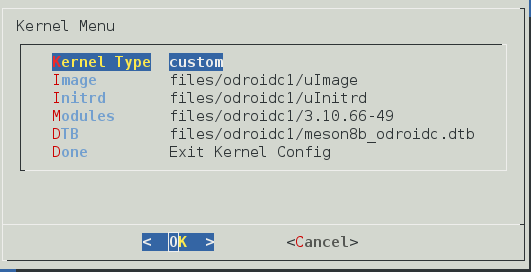 Kernel Menu
Kernel Type custom
Image files/odroidc1/uImage
Initrd files/odroidc1/uInitrd
Modules files/odroidc1/3.10.66-49
DTB files/odroidc1/meson8b_odroidc.dtb
Done Exit Kernel Config
< OK > <Cancel>